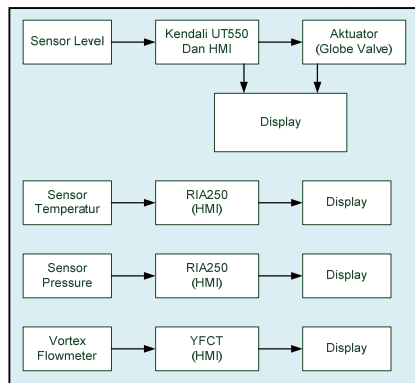 Sensor Level
Kendali UT550
Dan HMI
Aktuator
(Globe Valve)
Display
Sensor
Temperatur
RIA250
(HMI)
Display
Sensor
Pressure
RIA250
(HMI)
Display
Vortex
Flowmeter
YFCT
(HMI)
Display